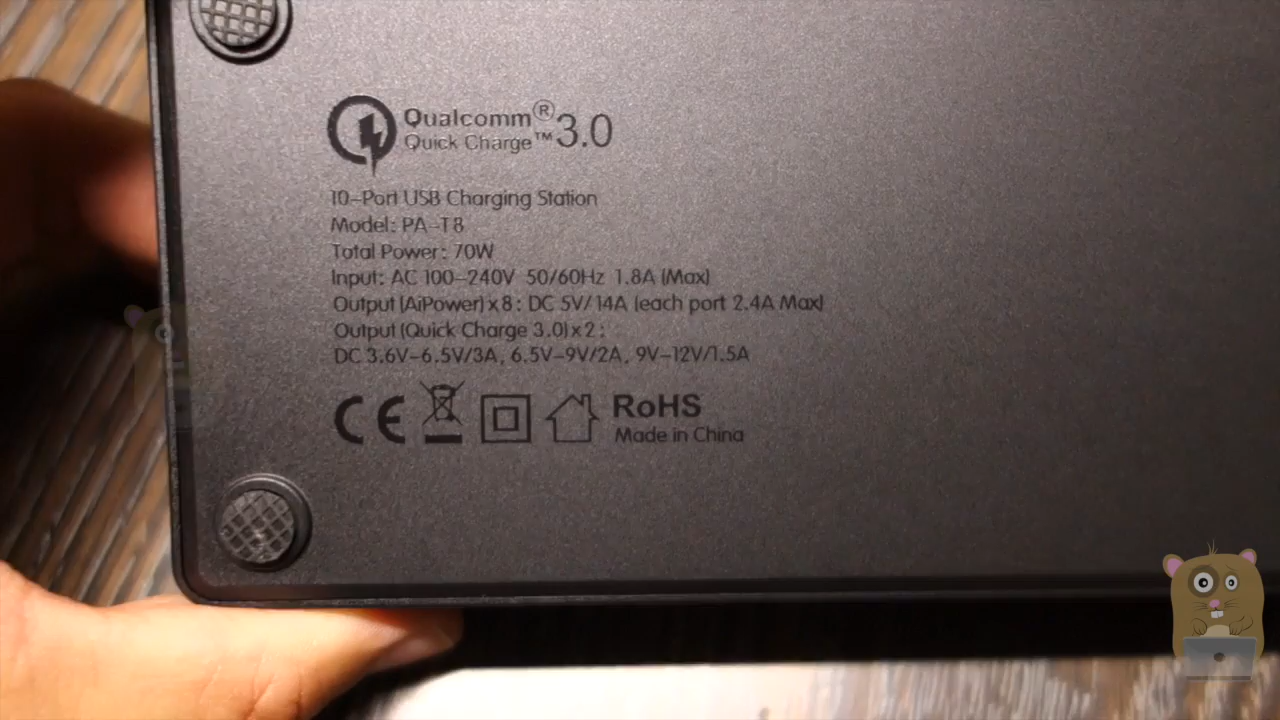 Qualcomm®
Quick Charge™ 3.0
10-Port USB Charging Station
Model: PA-T8
Total Power: 70W
Input: AC 100-240V 50/60Hz 1.8A (Max)
Output (AiPower) x 8 : DC 5V/14A (each port 2.4A Max)
Output (Quick Charge 3.0) x 2 :
DC 3.6V-6.5V/3A, 6.5V-9V/2A, 9V-12V/1.5A
CE RoHS
Made in China